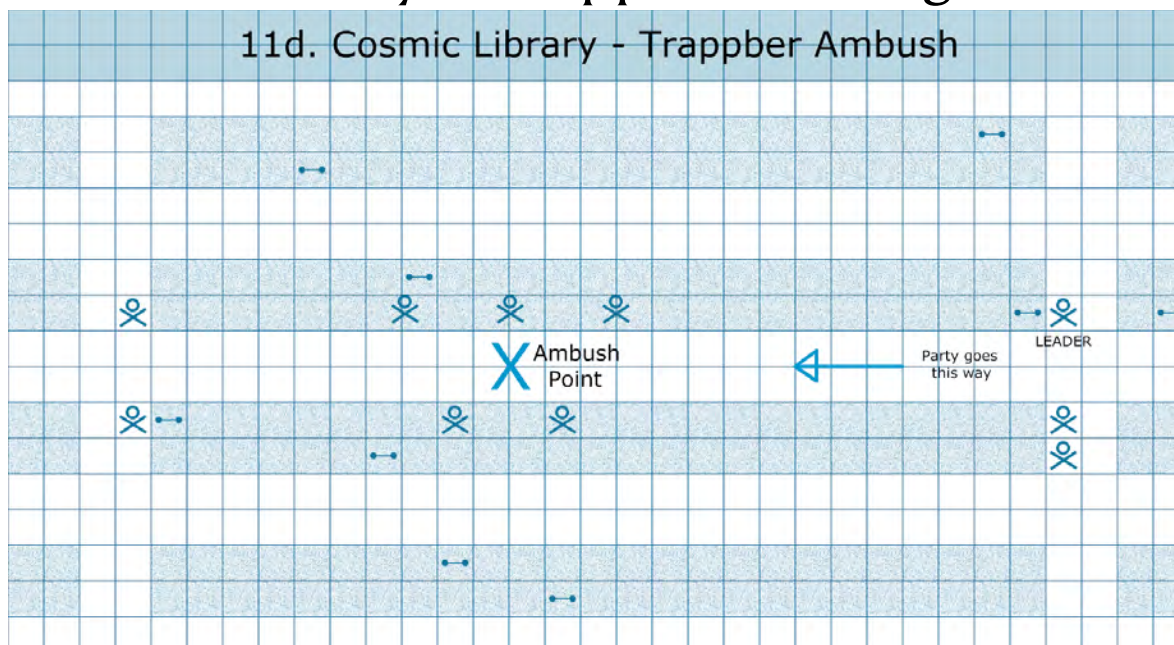 11d. Cosmic Library - Trappber Ambush
LEADER
Ambush
Point
Party goes
this way